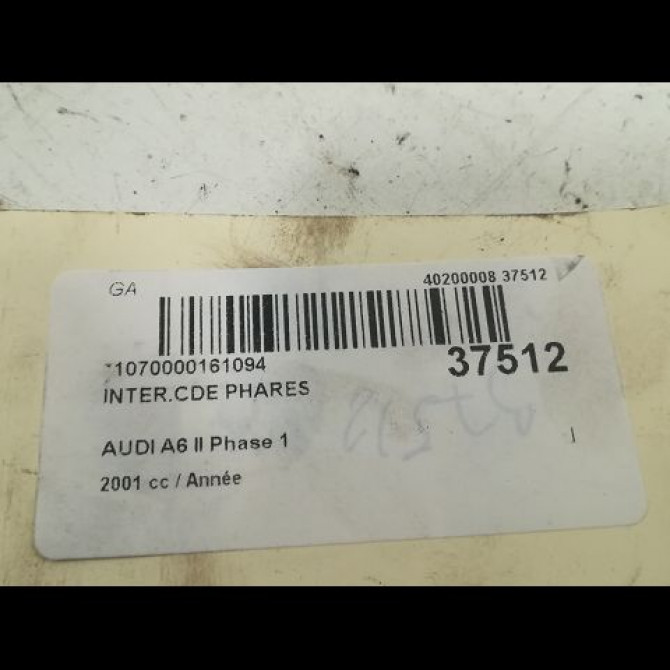 GA
40200008 37512
*1070000161094
37512
INTER.CDE PHARES
AUDI A6 II Phase 1
2001 cc / Année